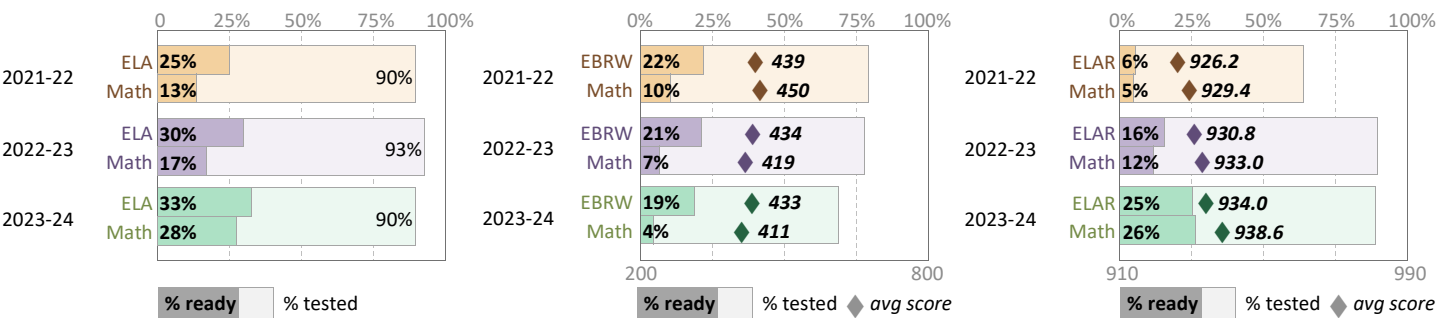 0 25% 50% 75% 100%
2021-22
ELA 25%
Math 13%
90%
2022-23
ELA 30%
Math 17%
93%
2023-24
ELA 33%
Math 28%
90%
% ready % tested
0% 25% 50% 75% 100%
2021-22
EBRW 22% 439
Math 10% 450
2022-23
EBRW 21% 434
Math 7% 419
2023-24
EBRW 19% 433
Math 4% 411
200 800
% ready % tested avg score
0% 25% 50% 75% 100%
2021-22
ELAR 6% 926.2
Math 5% 929.4
2022-23
ELAR 16% 930.8
Math 12% 933.0
2023-24
ELAR 25% 934.0
Math 26% 938.6
910 990
% ready % tested avg score